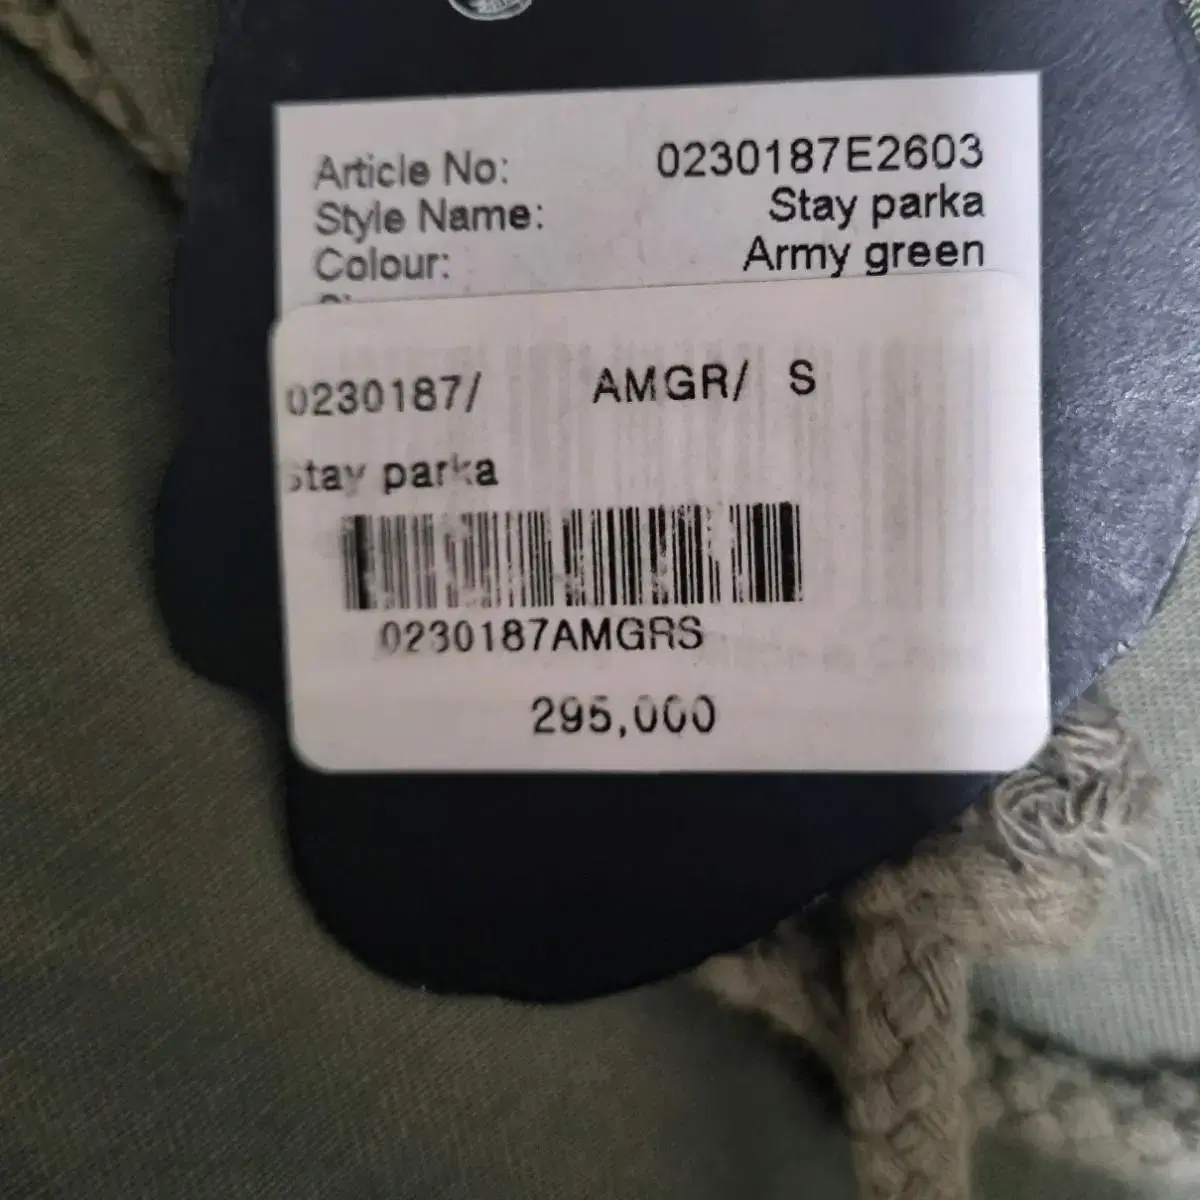 Article No: 0230187E2603
Style Name: Stay parka
Colour: Army green
0230187/ AMGR/ S
Stay parka
0230187AMGRS
295,000